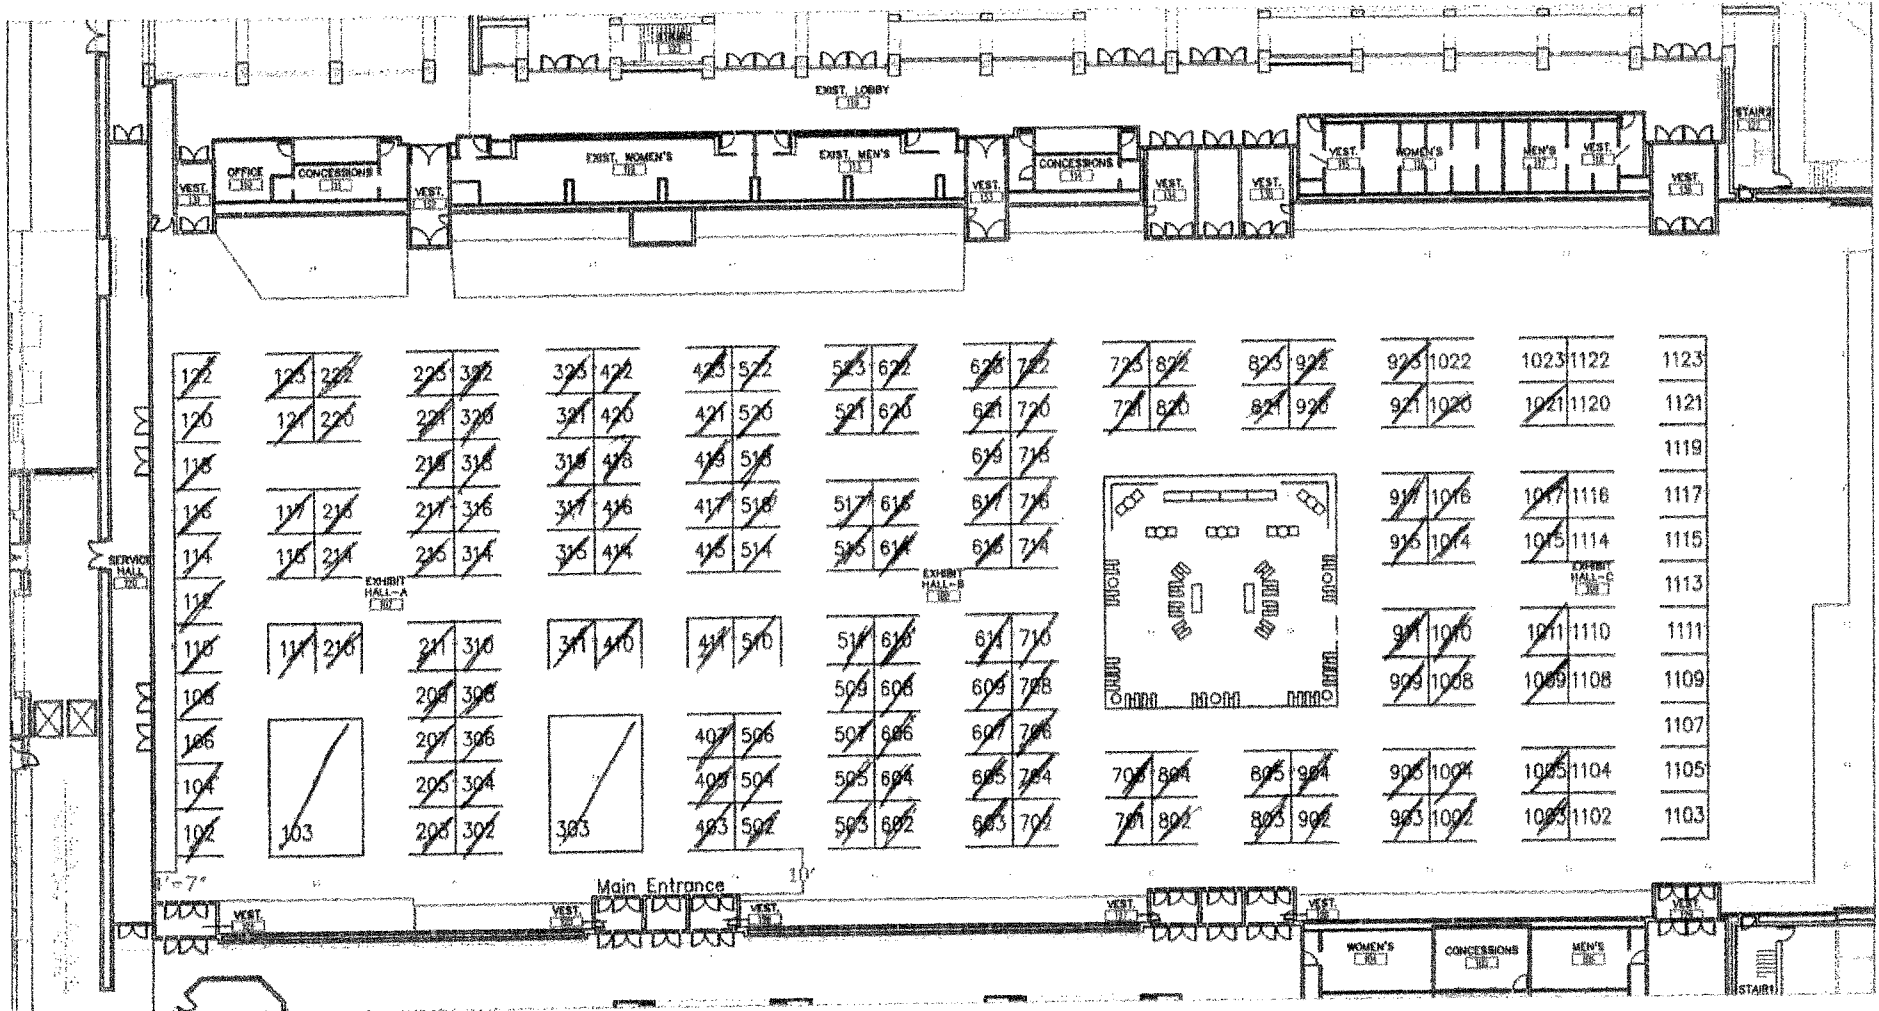 EXIST. LOBBY
STAIR2
OFFICE
CONCESSIONS
EXIST. WOMEN'S
EXIST. MEN'S
CONCESSIONS
VEST.
WOMEN'S
MEN'S
VEST.
VEST.
VEST.
VEST.
VEST.
VEST.
VEST.
122 123 222 223 322 323 422 423 522 523 622 623 722 723 822 823 922 923 1022 1023 1122 1123
120 121 220 221 320 321 420 421 520 521 620 621 720 721 820 821 920 921 1020 1021 1120 1121
118 219 318 319 418 419 518 619 718 1119
116 117 216 217 316 317 416 417 516 517 616 617 716 917 1016 1017 1116 1117
114 115 214 215 314 315 414 415 514 515 614 615 714 915 1014 1015 1114 1115
SERVICE
HALL
EXHIBIT
HALL-A
EXHIBIT
HALL-B
EXHIBIT
HALL-C
112 1113
110 111 210 211 310 311 410 411 510 511 610 611 710 911 1010 1011 1110 1111
108 209 308 509 608 609 708 909 1008 1009 1108 1109
106 207 306 407 506 507 606 607 706 1107
104 205 304 405 504 505 604 605 704 703 804 805 904 905 1004 1005 1104 1105
102 103 203 302 303 403 502 503 602 603 702 701 802 803 902 903 1002 1003 1102 1103
Main Entrance
10'
VEST.
VEST.
VEST.
VEST.
VEST.
VEST.
WOMEN'S
CONCESSIONS
MEN'S
STAIR1